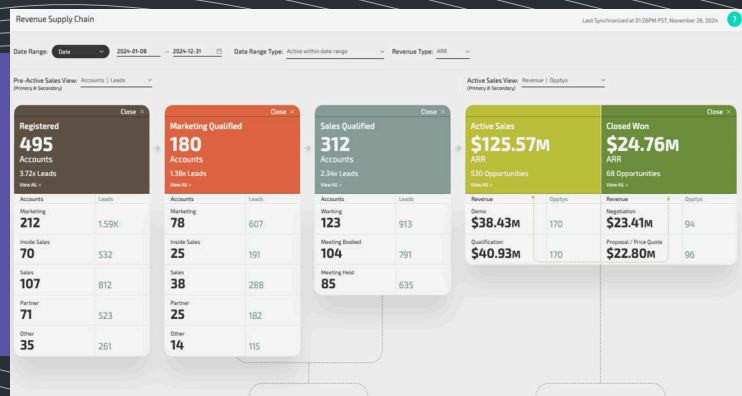 Revenue Supply Chain
Last Synchronized at 01:26PM PST, November 26, 2024
?
Date Range: Date 2024-01-08 → 2024-12-31 Date Range Type: Active within date range Revenue Type: ARR
Pre-Active Sales View: Accounts | Leads
(Primary & Secondary)
Active Sales View: Revenue | Opptys
(Primary & Secondary)
Close ×
Registered
495
Accounts
3.72K Leads
View All >
Accounts Leads
Marketing
212 1.59K
Inside Sales
70 532
Sales
107 812
Partner
71 523
Other
35 261
Close ×
Marketing Qualified
180
Accounts
1.38K Leads
View All >
Accounts Leads
Marketing
78 607
Inside Sales
25 191
Sales
38 288
Partner
25 182
Other
14 115
Close ×
Sales Qualified
312
Accounts
2.34K Leads
View All >
Accounts Leads
Working
123 913
Meeting Booked
104 791
Meeting Held
85 635
Active Sales
$125.57M
ARR
530 Opportunities
View All >
Revenue Opptys
Demo
$38.43M 170
Qualification
$40.93M 170
Close ×
Closed Won
$24.76M
ARR
68 Opportunities
View All >
Revenue Opptys
Negotiation
$23.41M 94
Proposal / Price Quote
$22.80M 96